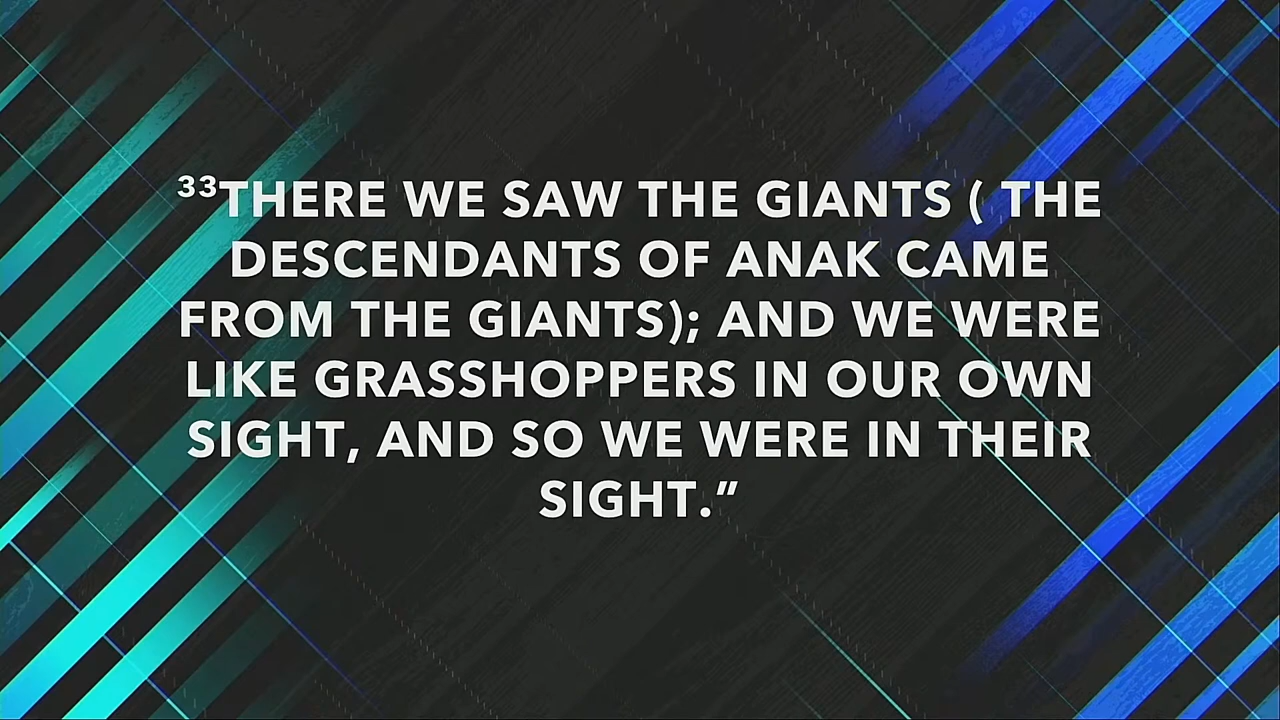 ³³THERE WE SAW THE GIANTS ( THE
DESCENDANTS OF ANAK CAME
FROM THE GIANTS); AND WE WERE
LIKE GRASSHOPPERS IN OUR OWN
SIGHT, AND SO WE WERE IN THEIR
SIGHT.”